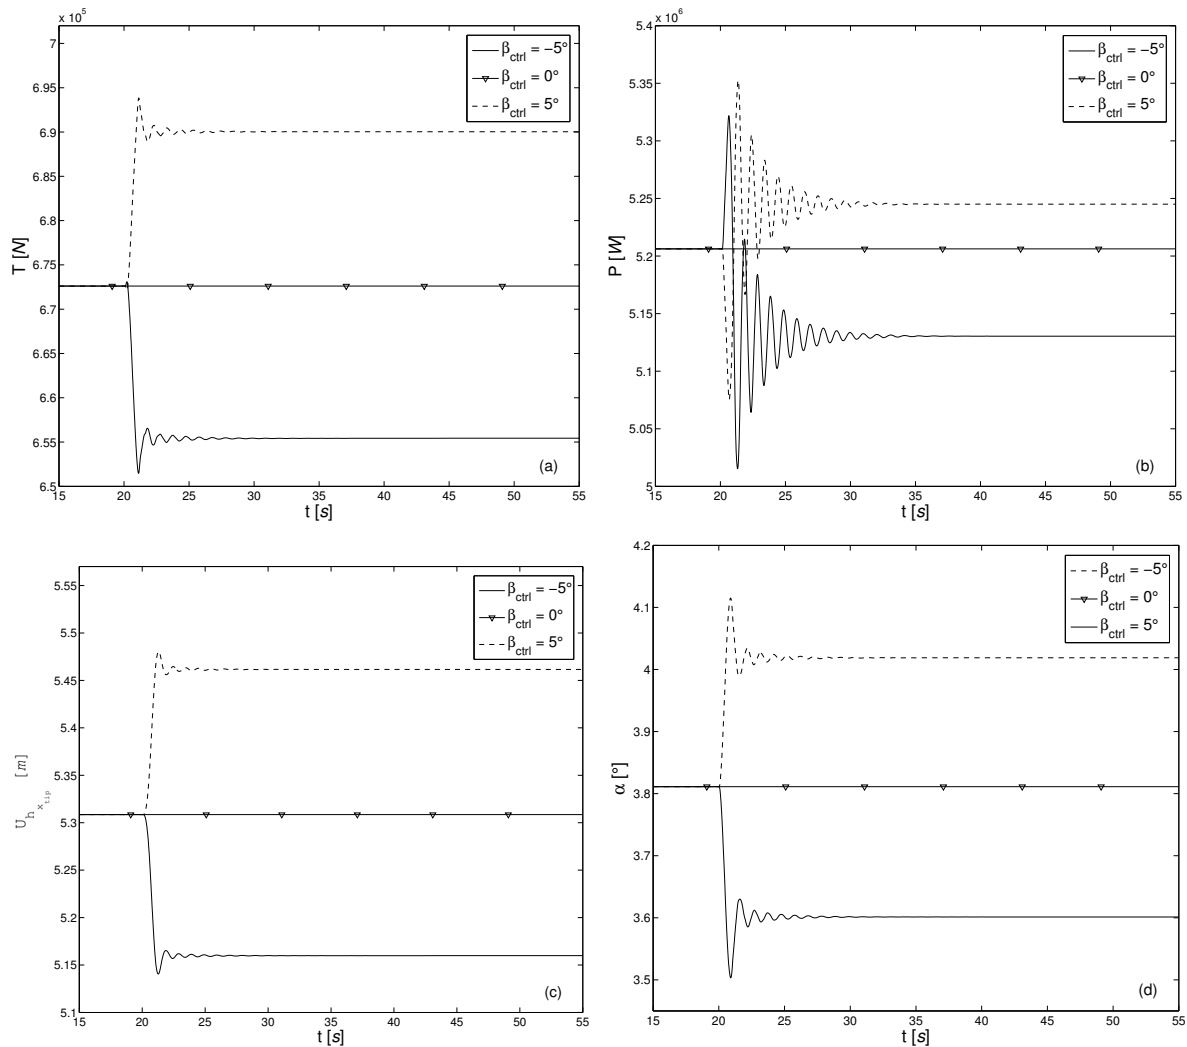 x 10⁵
7
6.95
6.9
6.85
6.8
6.75
6.7
6.65
6.6
6.55
6.5
T [N]
15 20 25 30 35 40 45 50 55
t [s]
β_ctrl = −5°
β_ctrl = 0°
β_ctrl = 5°
(a)
x 10⁶
5.4
5.35
5.3
5.25
5.2
5.15
5.1
5.05
5
P [W]
15 20 25 30 35 40 45 50 55
t [s]
β_ctrl = −5°
β_ctrl = 0°
β_ctrl = 5°
(b)
5.55
5.5
5.45
5.4
5.35
5.3
5.25
5.2
5.15
5.1
U_h_x_tip [m]
15 20 25 30 35 40 45 50 55
t [s]
β_ctrl = −5°
β_ctrl = 0°
β_ctrl = 5°
(c)
4.2
4.1
4
3.9
3.8
3.7
3.6
3.5
α [°]
15 20 25 30 35 40 45 50 55
t [s]
β_ctrl = −5°
β_ctrl = 0°
β_ctrl = 5°
(d)